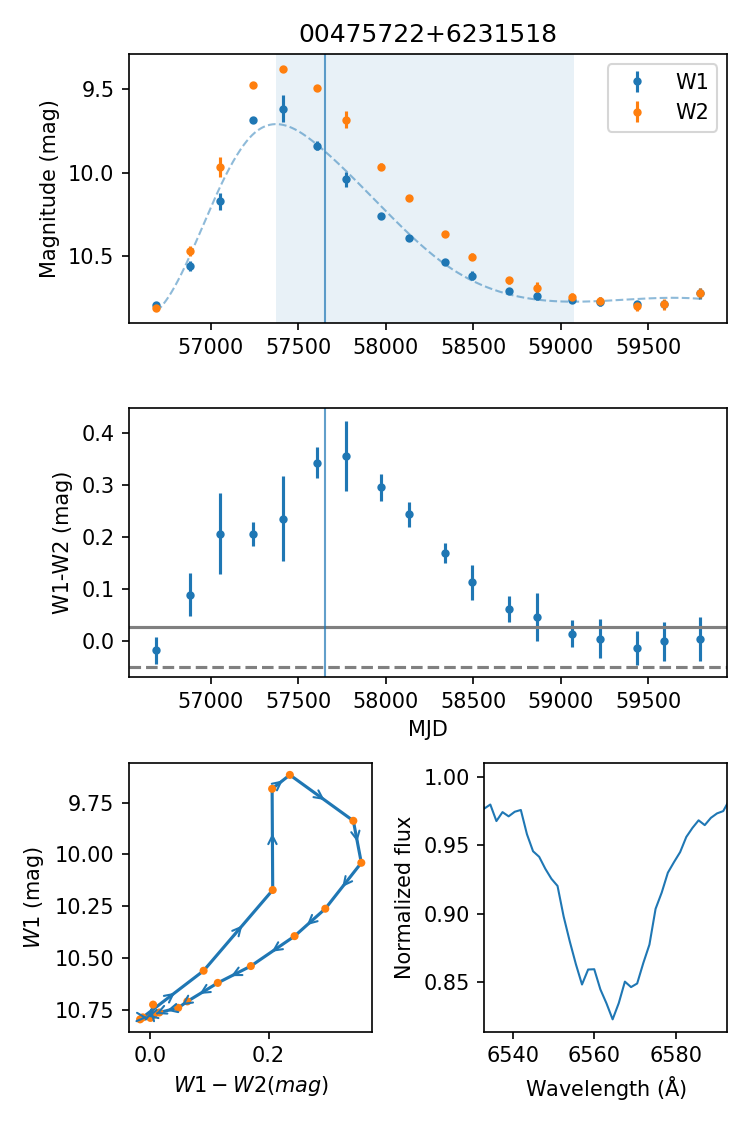 00475722+6231518
Magnitude (mag)
9.5
10.0
10.5
W1
W2
57000 57500 58000 58500 59000 59500
W1-W2 (mag)
0.4
0.3
0.2
0.1
0.0
57000 57500 58000 58500 59000 59500
MJD
W1 (mag)
9.75
10.00
10.25
10.50
10.75
0.0 0.2
W1 − W2(mag)
Normalized flux
1.00
0.95
0.90
0.85
6540 6560 6580
Wavelength (Å)